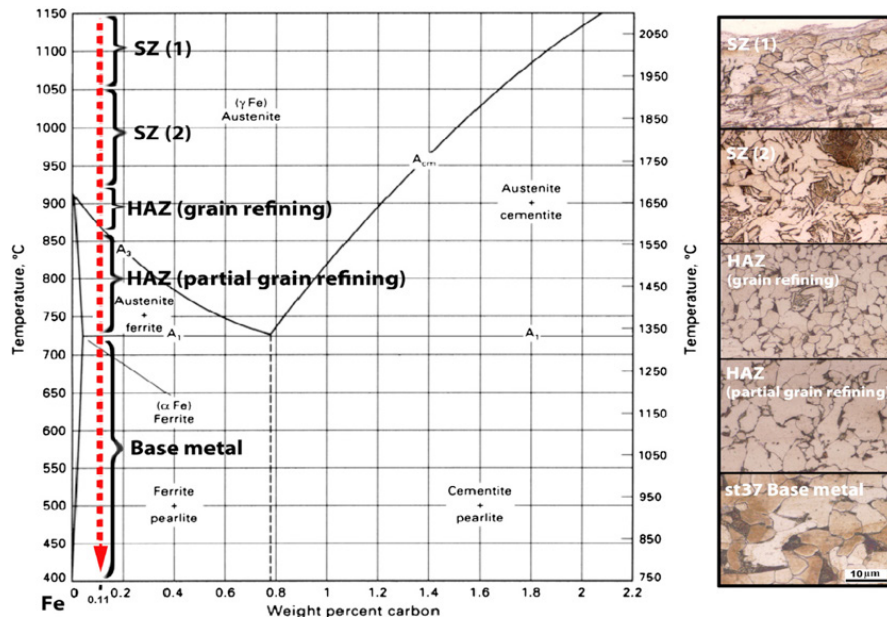 1150
1100
1050
1000
950
900
850
800
750
700
650
600
550
500
450
400
Temperature, °C
SZ (1)
SZ (2)
HAZ (grain refining)
HAZ (partial grain refining)
Base metal
(γ Fe)
Austenite
A₃
Austenite
+
ferrite
A₁
(α Fe)
Ferrite
Ferrite
+
pearlite
Acm
Austenite
+
cementite
A₁
Cementite
+
pearlite
2050
1950
1850
1750
1650
1550
1450
1350
1250
1150
1050
950
850
750
Temperature, °C
Fe
0 0.11 0.2 0.4 0.6 0.8 1.0 1.2 1.4 1.6 1.8 2.0 2.2
Weight percent carbon
SZ (1)
SZ (2)
HAZ
(grain refining)
HAZ
(partial grain refining)
st37 Base metal
10 µm